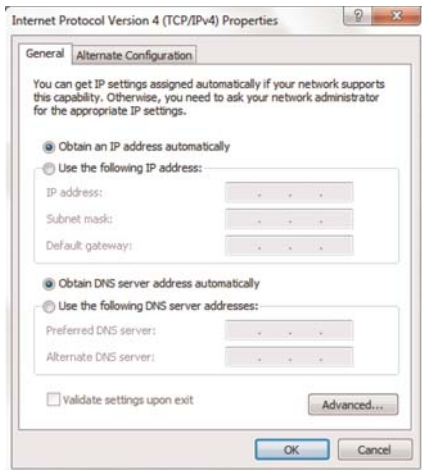 Internet Protocol Version 4 (TCP/IPv4) Properties
General
Alternate Configuration
You can get IP settings assigned automatically if your network supports
this capability. Otherwise, you need to ask your network administrator
for the appropriate IP settings.
Obtain an IP address automatically
Use the following IP address:
IP address:
Subnet mask:
Default gateway:
Obtain DNS server address automatically
Use the following DNS server addresses:
Preferred DNS server:
Alternate DNS server:
Validate settings upon exit
Advanced...
OK
Cancel